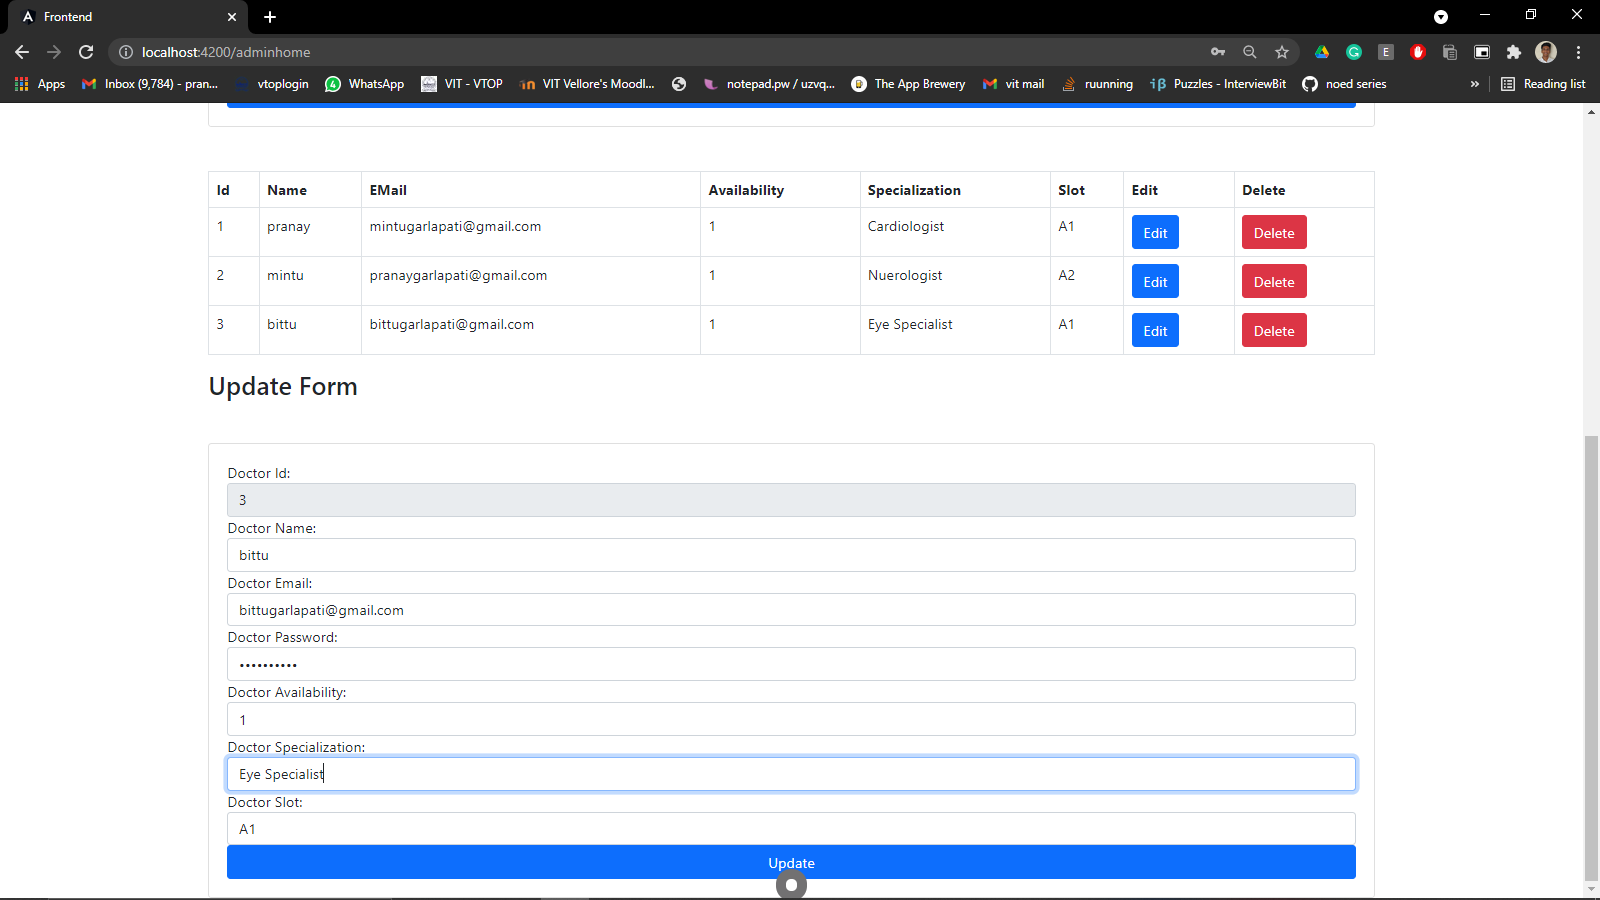 Frontend
localhost:4200/adminhome
Apps Inbox (9,784) - pran... vtoplogin WhatsApp VIT - VTOP VIT Vellore's Moodl... notepad.pw / uzvq... The App Brewery vit mail ruunning Puzzles - InterviewBit noed series » Reading list
Id Name EMail Availability Specialization Slot Edit Delete
1 pranay mintugarlapati@gmail.com 1 Cardiologist A1 Edit Delete
2 mintu pranaygarlapati@gmail.com 1 Nuerologist A2 Edit Delete
3 bittu bittugarlapati@gmail.com 1 Eye Specialist A1 Edit Delete
Update Form
Doctor Id:
3
Doctor Name:
bittu
Doctor Email:
bittugarlapati@gmail.com
Doctor Password:
••••••••••
Doctor Availability:
1
Doctor Specialization:
Eye Specialist
Doctor Slot:
A1
Update